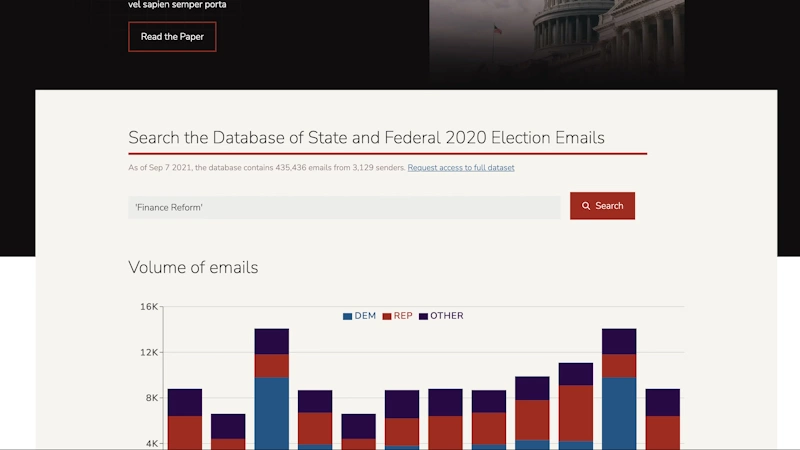 vel sapien semper porta
Read the Paper
Search the Database of State and Federal 2020 Election Emails
As of Sep 7 2021, the database contains 435,436 emails from 3,129 senders. Request access to full dataset
'Finance Reform'
Search
Volume of emails
16K
DEM REP OTHER
12K
8K
4K